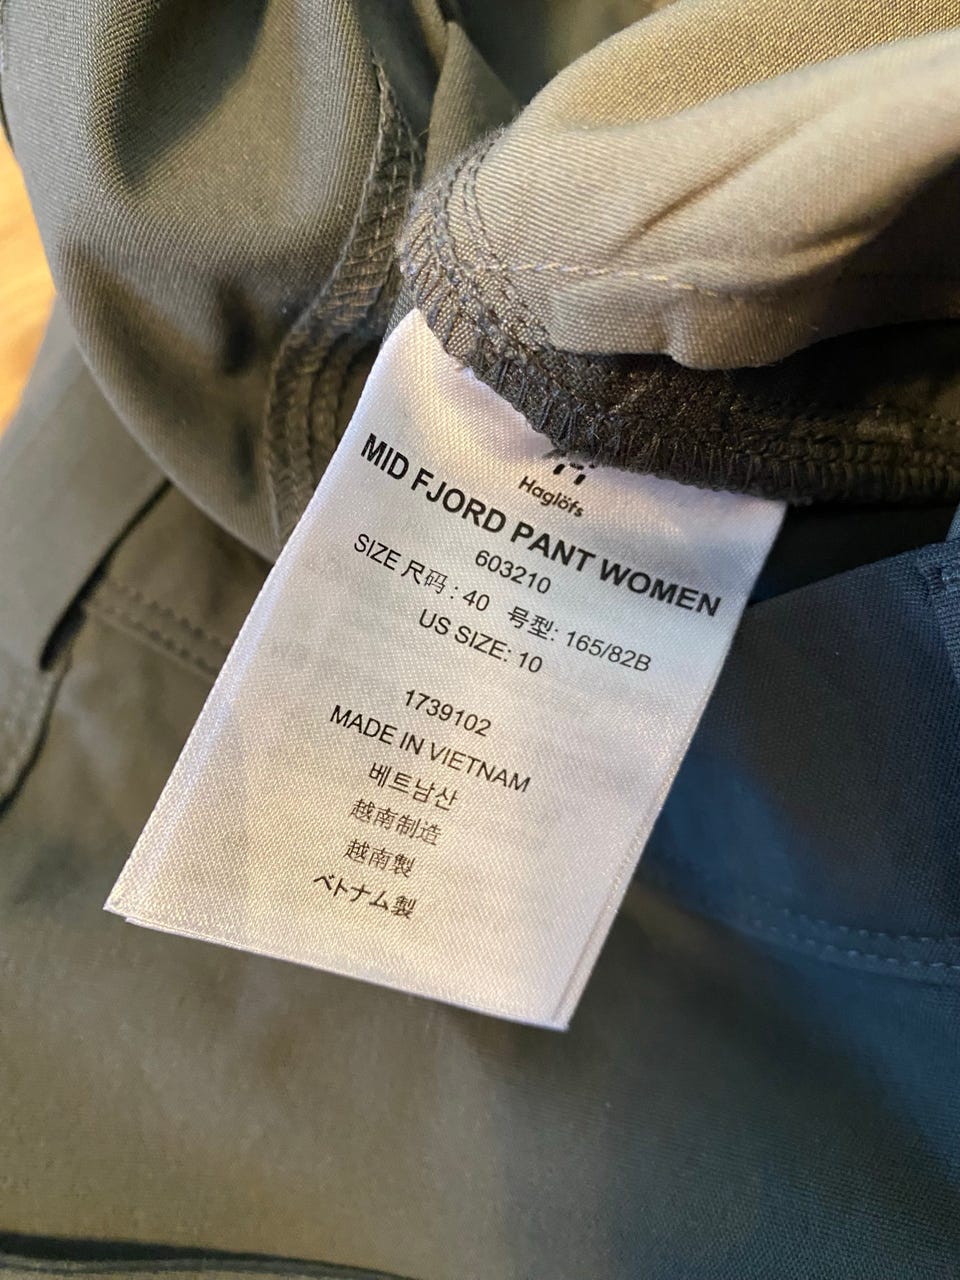 Haglöfs
MID FJORD PANT WOMEN
603210
SIZE 尺码 : 40 号型: 165/82B
US SIZE: 10
1739102
MADE IN VIETNAM
베트남산
越南制造
越南製
ベトナム製